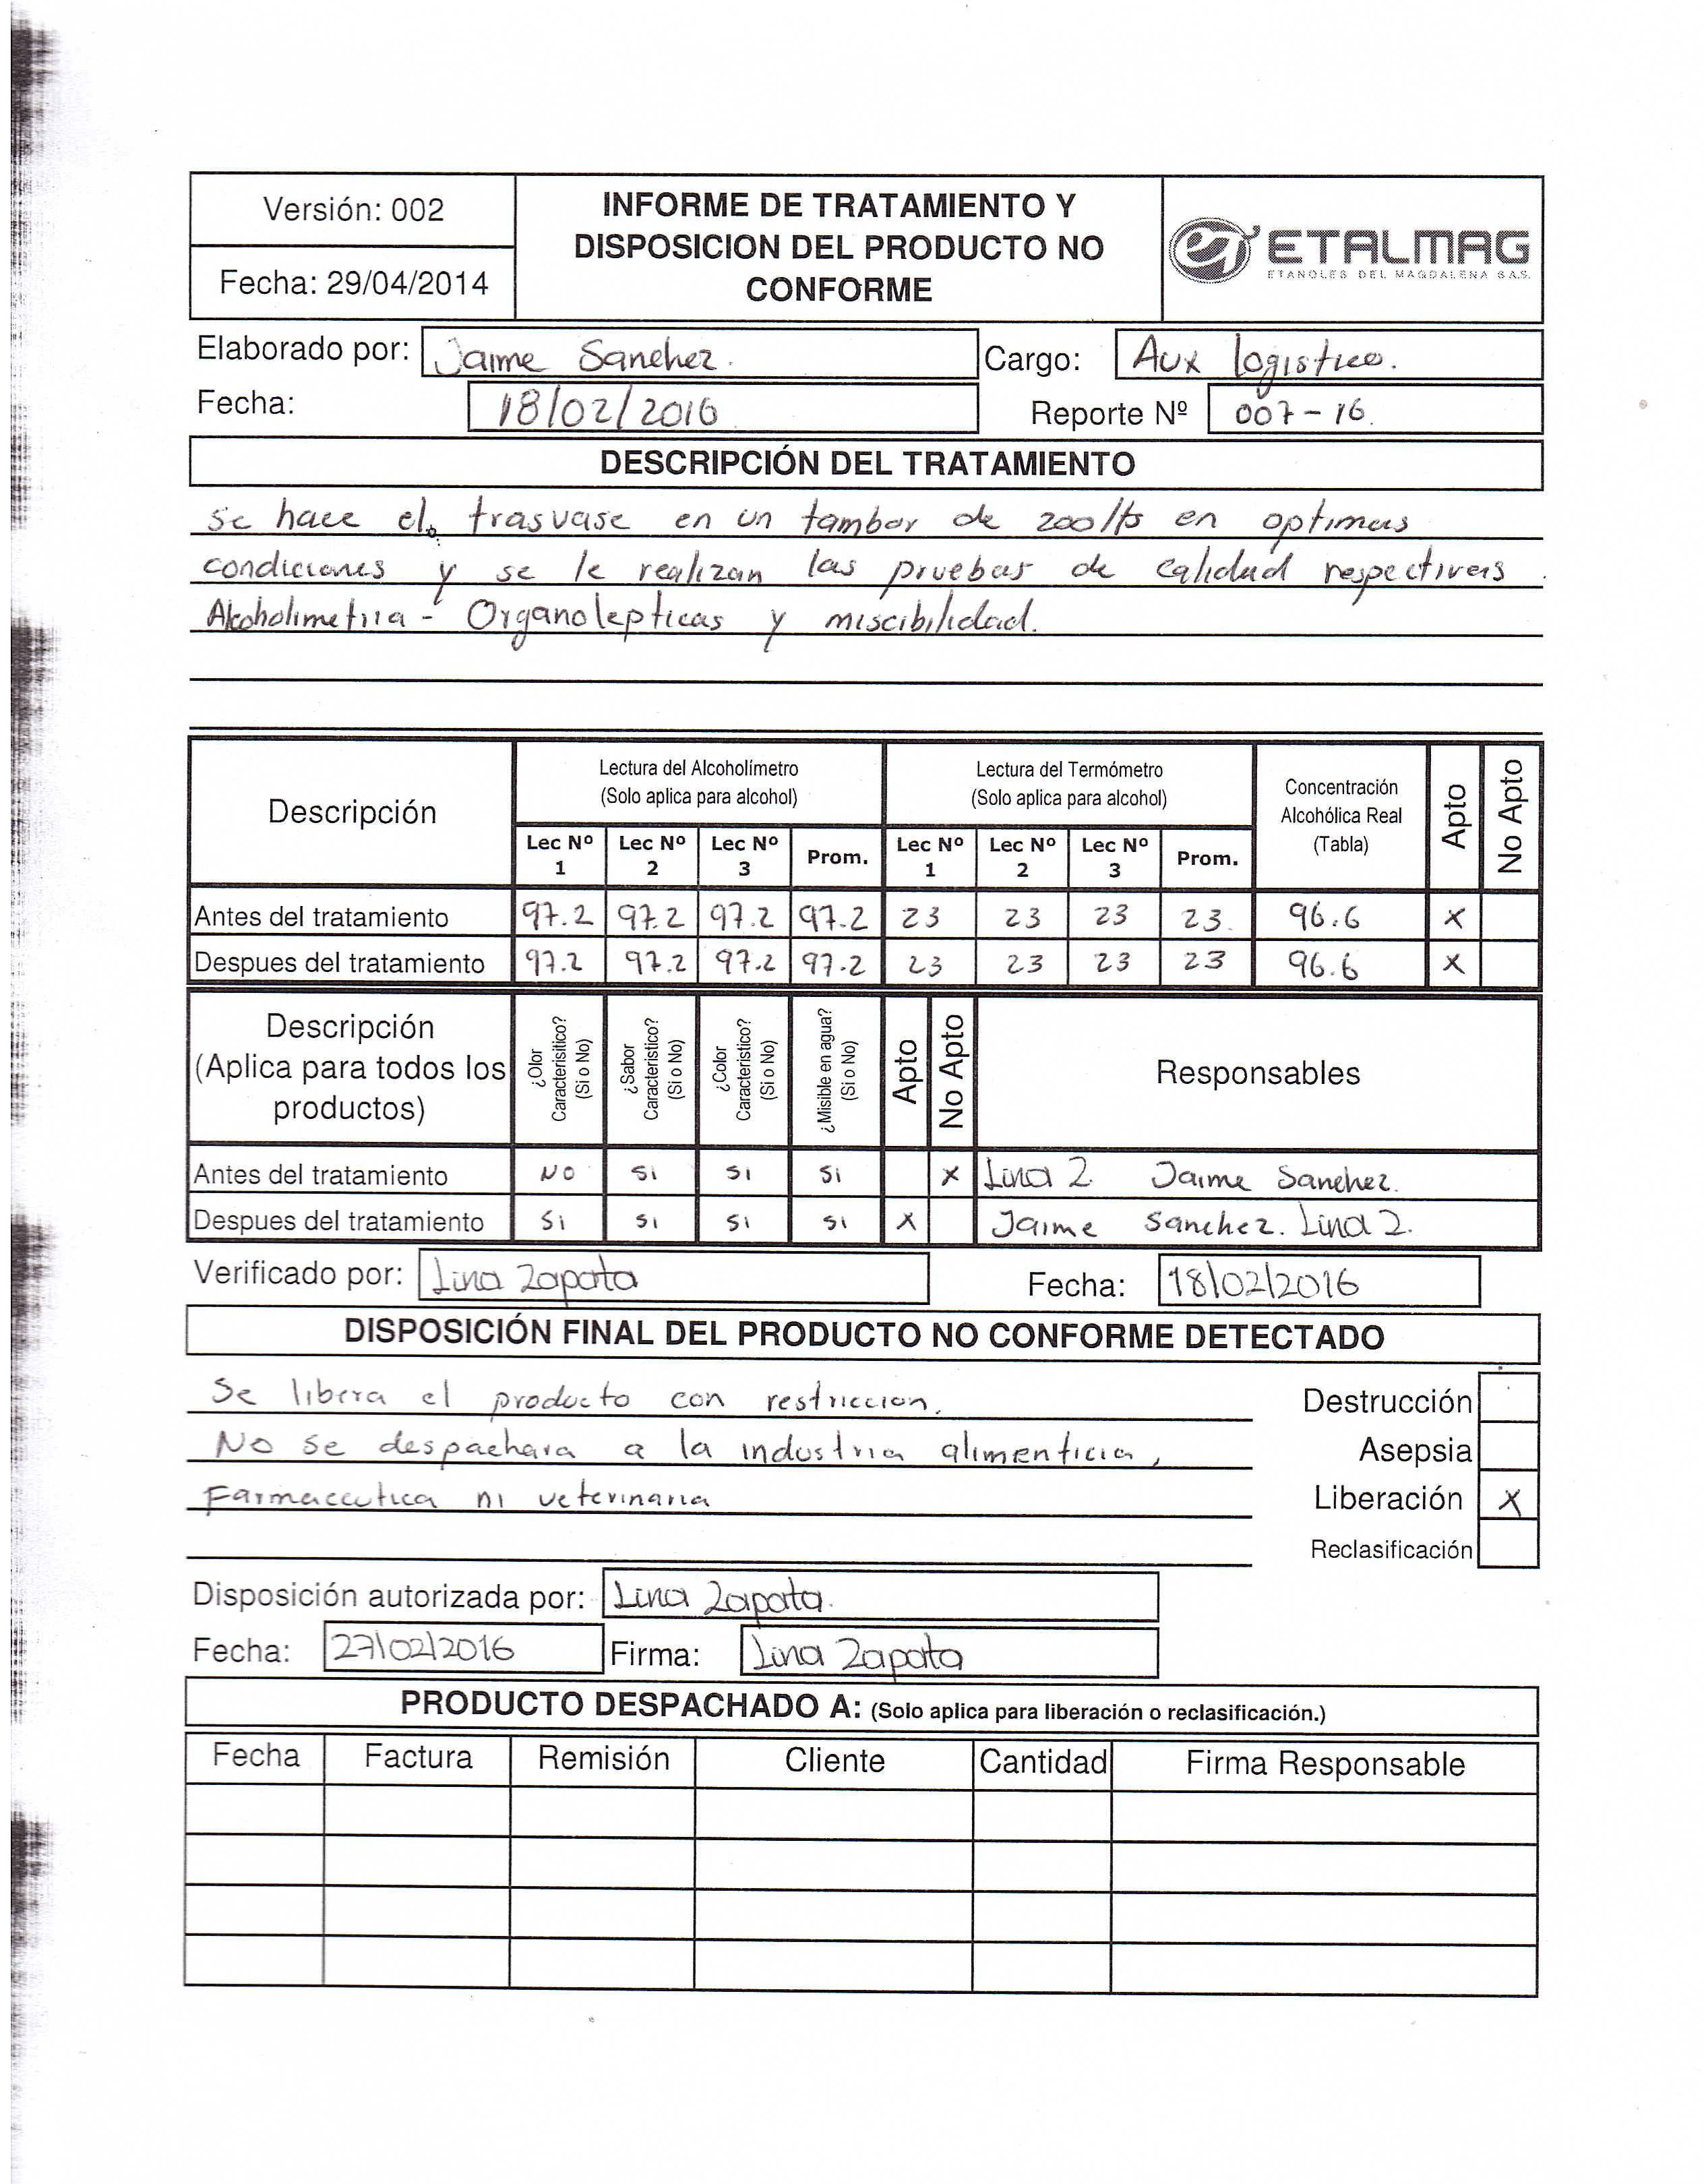 Versión: 002
Fecha: 29/04/2014
INFORME DE TRATAMIENTO Y
DISPOSICION DEL PRODUCTO NO
CONFORME
ETALMAG
ETANOLES DEL MAGDALENA S.A.S.
Elaborado por: Jaime Sanchez. Cargo: Aux logistico.
Fecha: 18/02/2016 Reporte Nº 007-16.
DESCRIPCIÓN DEL TRATAMIENTO
se hace el trasvase en un tambor de 200 lts en optimas
condiciones y se le realizan las pruebas de calidad respectivas
Alcoholimetria - Organolepticas y miscibilidad.
Descripción
Lectura del Alcoholímetro
(Solo aplica para alcohol)
Lectura del Termómetro
(Solo aplica para alcohol)
Concentración
Alcohólica Real
(Tabla)
Apto
No Apto
Lec Nº 1 Lec Nº 2 Lec Nº 3 Prom. Lec Nº 1 Lec Nº 2 Lec Nº 3 Prom.
Antes del tratamiento 97.2 97.2 97.2 97.2 23 23 23 23. 96.6 X
Despues del tratamiento 97.2 97.2 97.2 97.2 23 23 23 23 96.6 X
Descripción
(Aplica para todos los
productos)
¿Olor
Caracterisitico?
(Si o No)
¿Sabor
Caracteristico?
(Si o No)
¿Color
Caracteristico?
(Si o No)
¿Misible en agua?
(Si o No)
Apto
No Apto
Responsables
Antes del tratamiento NO Si Si Si X Lina Z. Jaime Sanchez.
Despues del tratamiento Si Si Si Si X Jaime Sanchez. Lina Z.
Verificado por: Lina Zapata Fecha: 18/02/2016
DISPOSICIÓN FINAL DEL PRODUCTO NO CONFORME DETECTADO
Se libera el producto con restriccion.
No se despachara a la industria alimenticia,
Farmaceutica ni veterinaria
Destrucción
Asepsia
Liberación X
Reclasificación
Disposición autorizada por: Lina Zapata.
Fecha: 27/02/2016 Firma: Lina Zapata
PRODUCTO DESPACHADO A: (Solo aplica para liberación o reclasificación.)
Fecha Factura Remisión Cliente Cantidad Firma Responsable